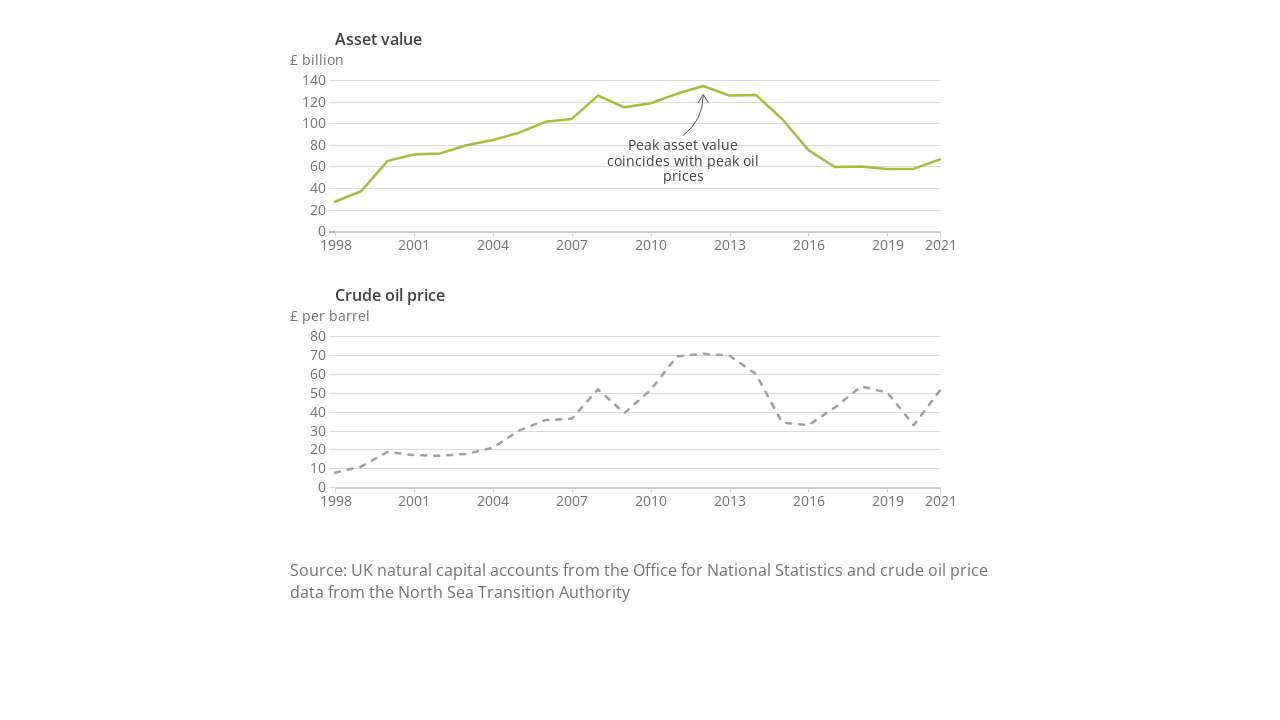 Asset value
£ billion
140
120
100
80
60
40
20
0
Peak asset value
coincides with peak oil
prices
1998 2001 2004 2007 2010 2013 2016 2019 2021
Crude oil price
£ per barrel
80
70
60
50
40
30
20
10
0
1998 2001 2004 2007 2010 2013 2016 2019 2021
Source: UK natural capital accounts from the Office for National Statistics and crude oil price
data from the North Sea Transition Authority